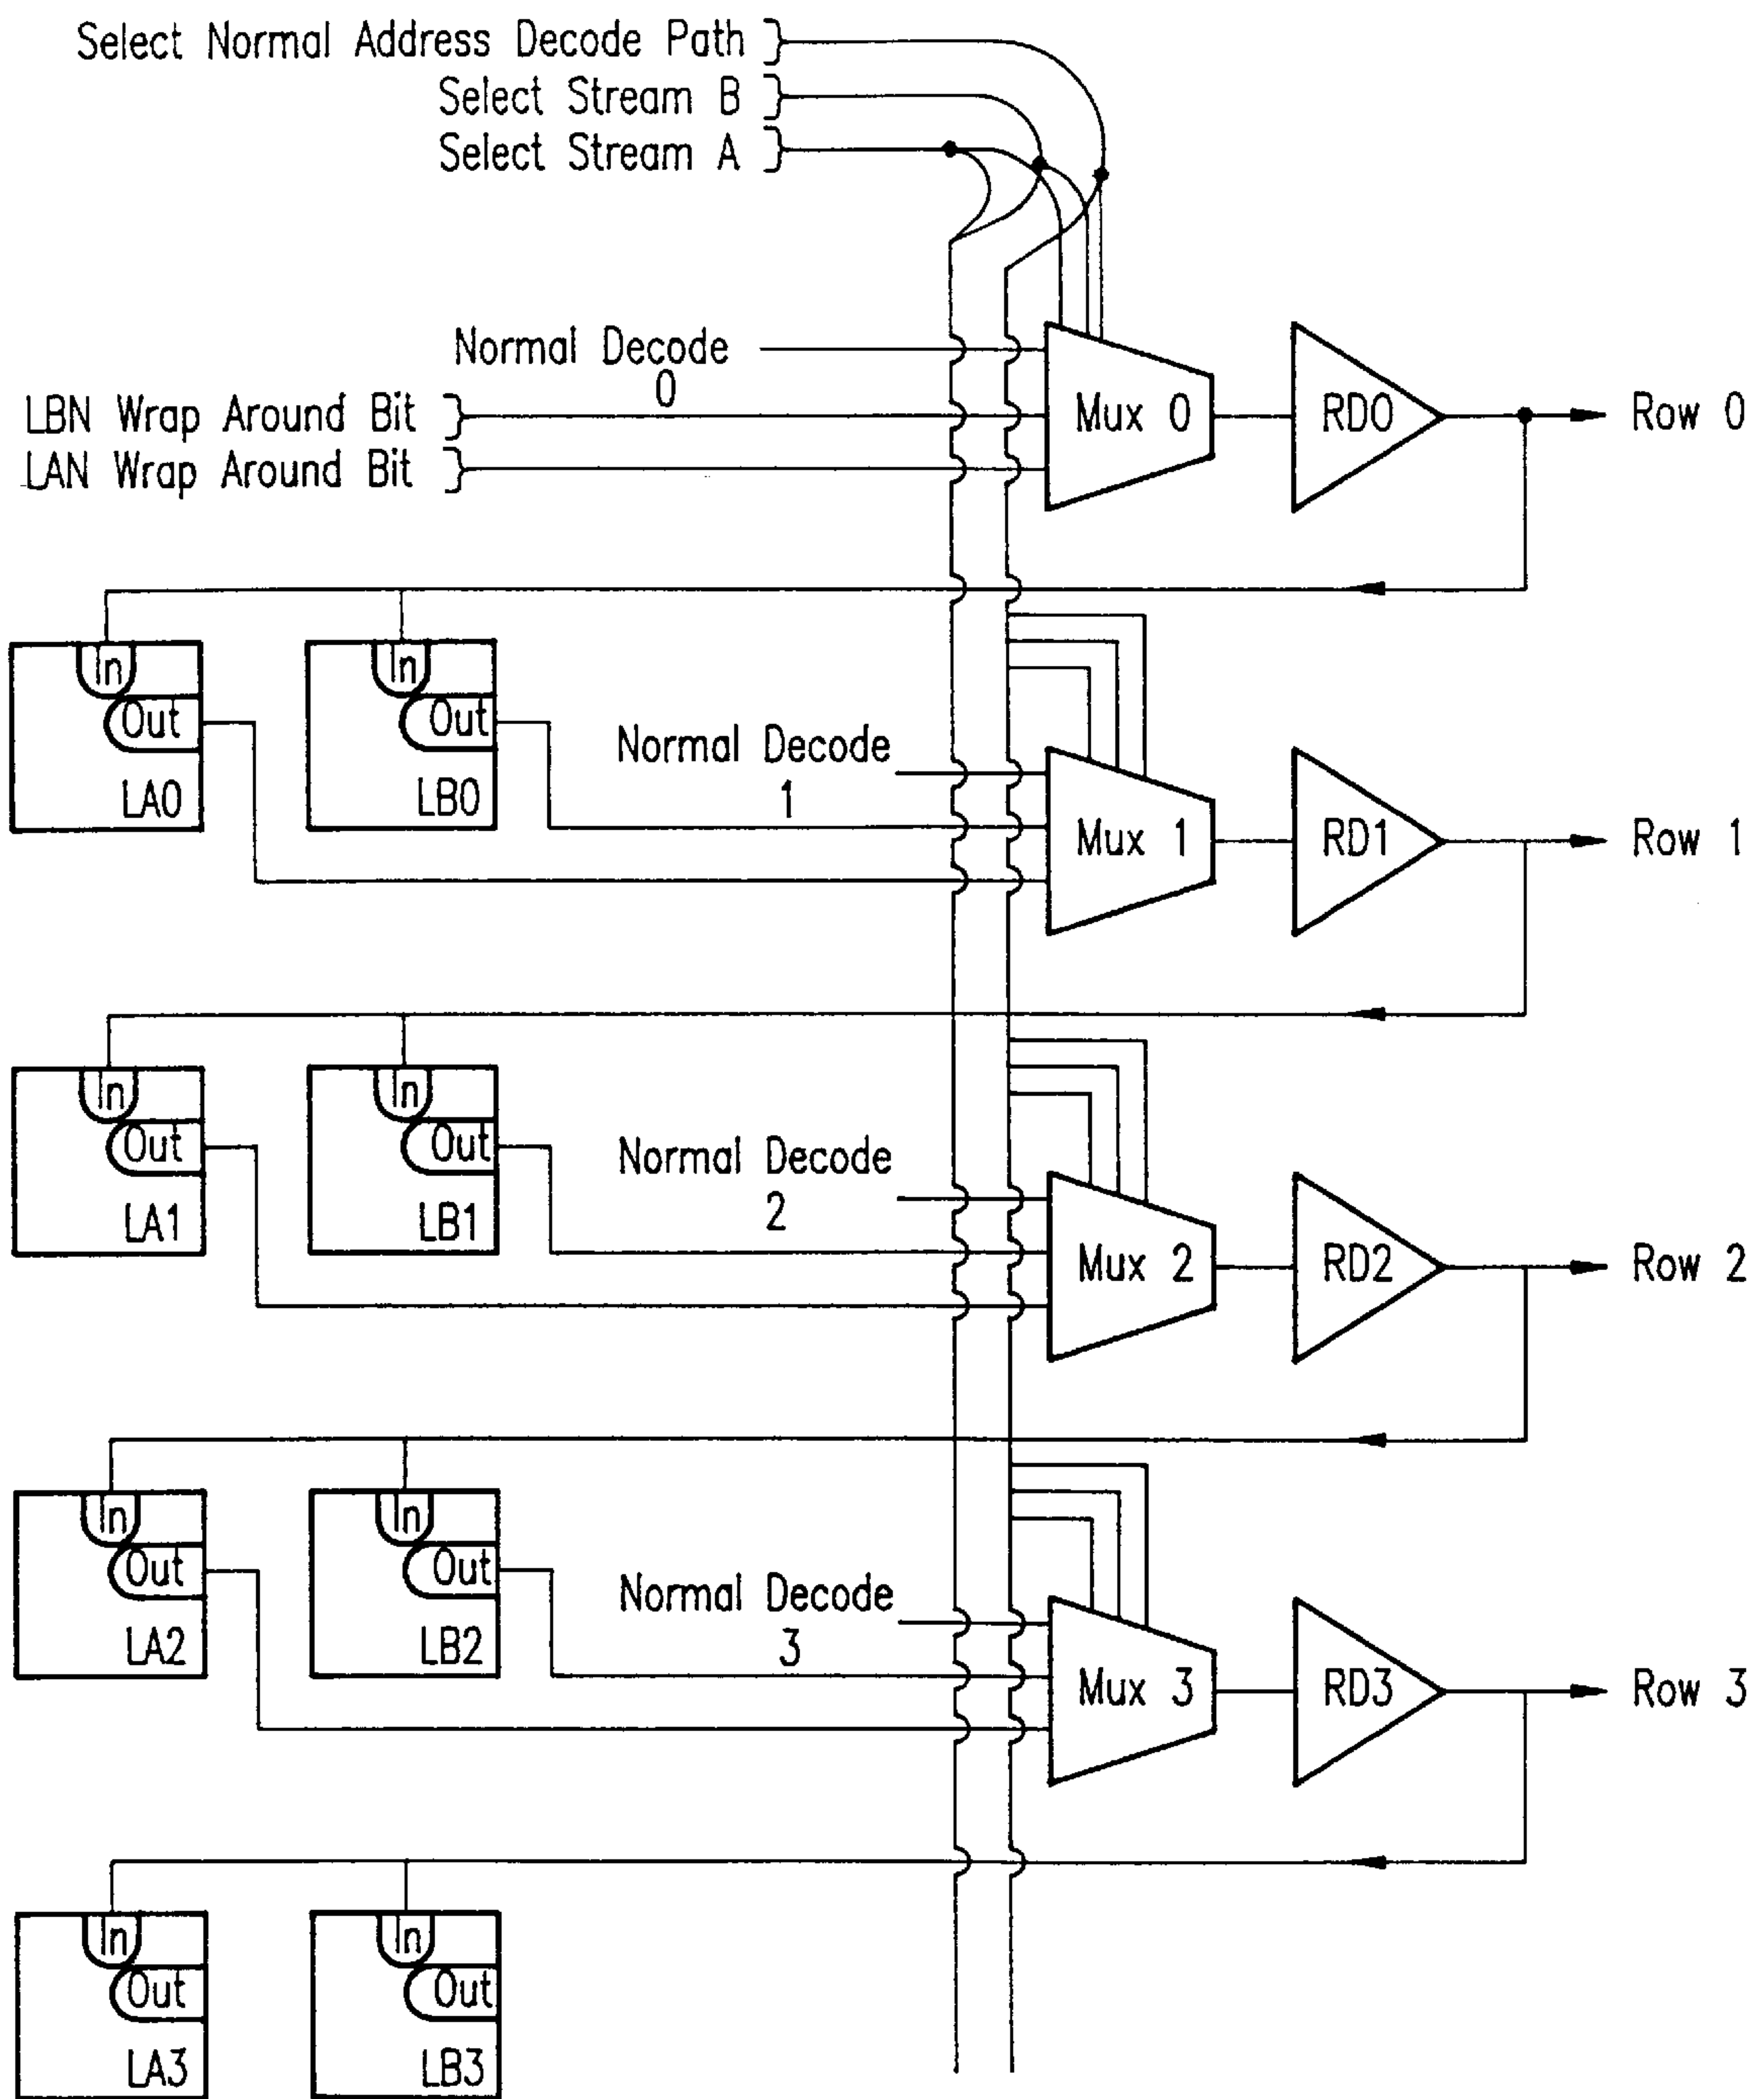 Select Normal Address Decode Path
Select Stream B
Select Stream A
Normal Decode
0
LBN Wrap Around Bit
LAN Wrap Around Bit
Mux 0
RD0
Row 0
In
Out
LA0
In
Out
LB0
Normal Decode
1
Mux 1
RD1
Row 1
In
Out
LA1
In
Out
LB1
Normal Decode
2
Mux 2
RD2
Row 2
In
Out
LA2
In
Out
LB2
Normal Decode
3
Mux 3
RD3
Row 3
In
Out
LA3
In
Out
LB3